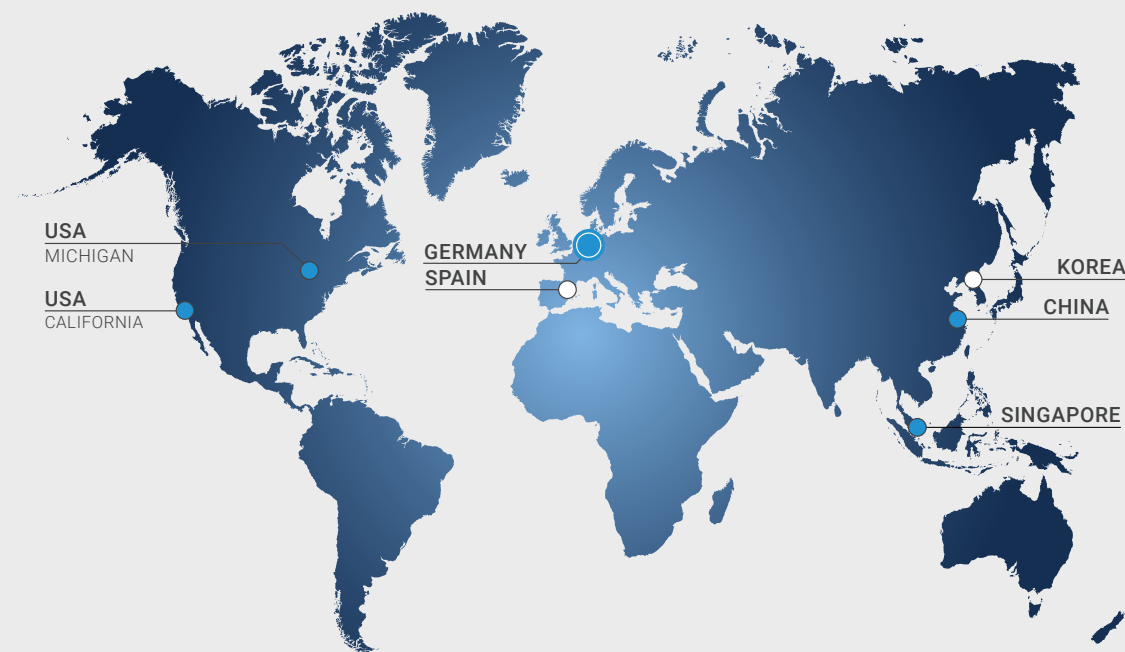 USA
MICHIGAN
USA
CALIFORNIA
GERMANY
SPAIN
KOREA
CHINA
SINGAPORE